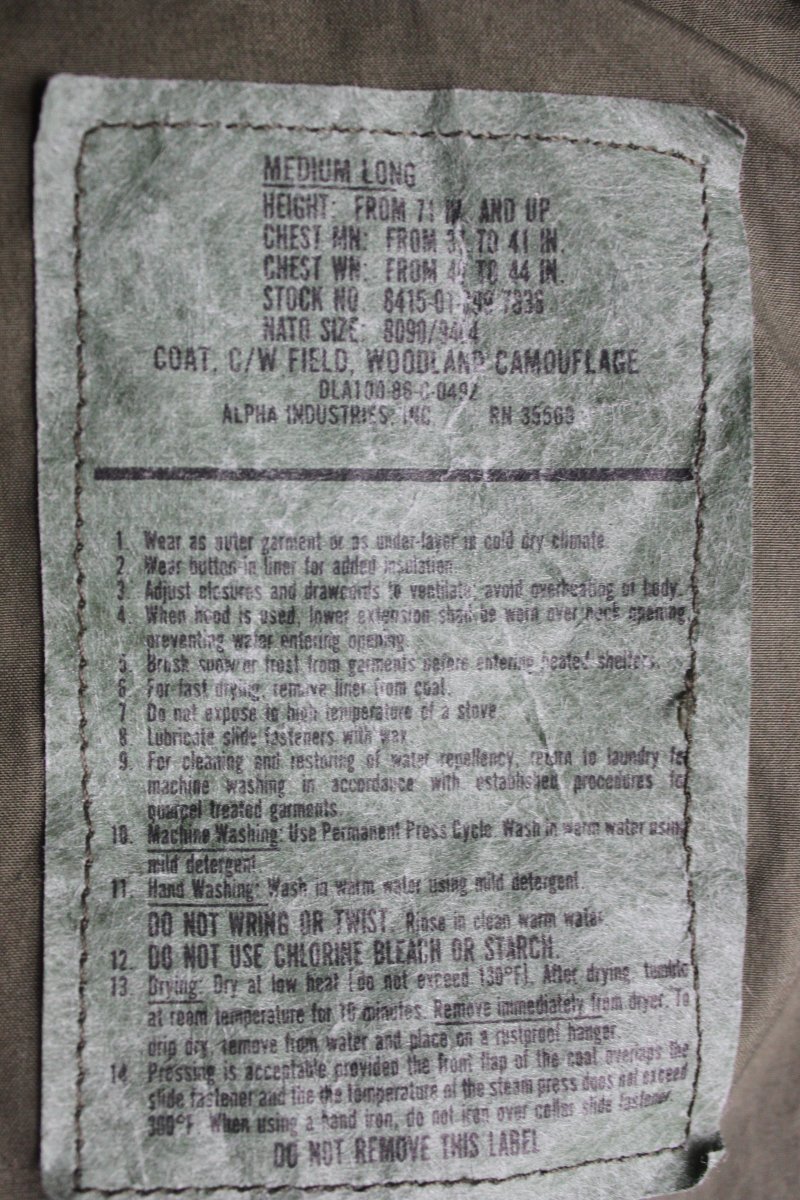 MEDIUM LONG
HEIGHT: FROM 71 IN. AND UP.
CHEST MN: FROM TO 41 IN.
CHEST WN: FROM TO 44 IN.
STOCK NO.
NATO SIZE: 8090/9404
COAT, C/W FIELD, WOODLAND CAMOUFLAGE
DLA100-86-C-0492
ALPHA INDUSTRIES, INC. RN 35569
1. Wear as outer garment or as under-layer in cold dry climate.
2. Wear button-in liner for added insulation.
3. Adjust closures and drawcords to ventilate; avoid overheating of body.
4. When hood is used, lower extension shall be worn over neck opening,
preventing water entering opening.
5. Brush snow or frost from garments before entering heated shelters.
6. For fast drying, remove liner from coat.
7. Do not expose to high temperature of a stove.
8. Lubricate slide fasteners with wax.
9. For cleaning and restoring of water repellency, return to laundry for
machine washing in accordance with established procedures for
quarpel treated garments.
10. Machine Washing: Use Permanent Press Cycle. Wash in warm water using
mild detergent.
11. Hand Washing: Wash in warm water using mild detergent.
DO NOT WRING OR TWIST. Rinse in clean warm water.
12. DO NOT USE CHLORINE BLEACH OR STARCH.
13. Drying: Dry at low heat (do not exceed 130°F). After drying, tumble
at room temperature for 10 minutes. Remove immediately from dryer. To
drip dry, remove from water and place on a rustproof hanger.
14. Pressing is acceptable provided the front flap of the coat overlaps the
slide fastener and the the temperature of the steam press does not exceed
300°F. When using a hand iron, do not iron over collar slide fastener.
DO NOT REMOVE THIS LABEL